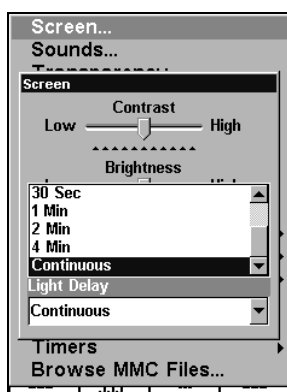 Screen...
Sounds...
Screen
Contrast
Low High
Brightness
30 Sec
1 Min
2 Min
4 Min
Continuous
Light Delay
Continuous
Timers
Browse MMC Files...